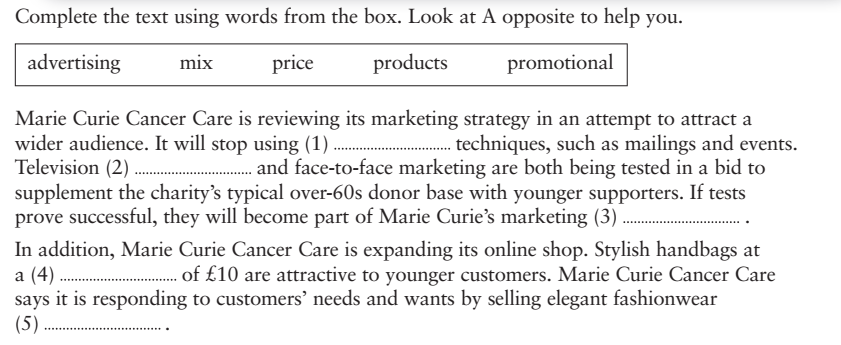 Complete the text using words from the box. Look at A opposite to help you.
advertising mix price products promotional
Marie Curie Cancer Care is reviewing its marketing strategy in an attempt to attract a
wider audience. It will stop using (1) ................................ techniques, such as mailings and events.
Television (2) ................................ and face-to-face marketing are both being tested in a bid to
supplement the charity’s typical over-60s donor base with younger supporters. If tests
prove successful, they will become part of Marie Curie’s marketing (3) ................................ .
In addition, Marie Curie Cancer Care is expanding its online shop. Stylish handbags at
a (4) ................................ of £10 are attractive to younger customers. Marie Curie Cancer Care
says it is responding to customers’ needs and wants by selling elegant fashionwear
(5) ................................ .